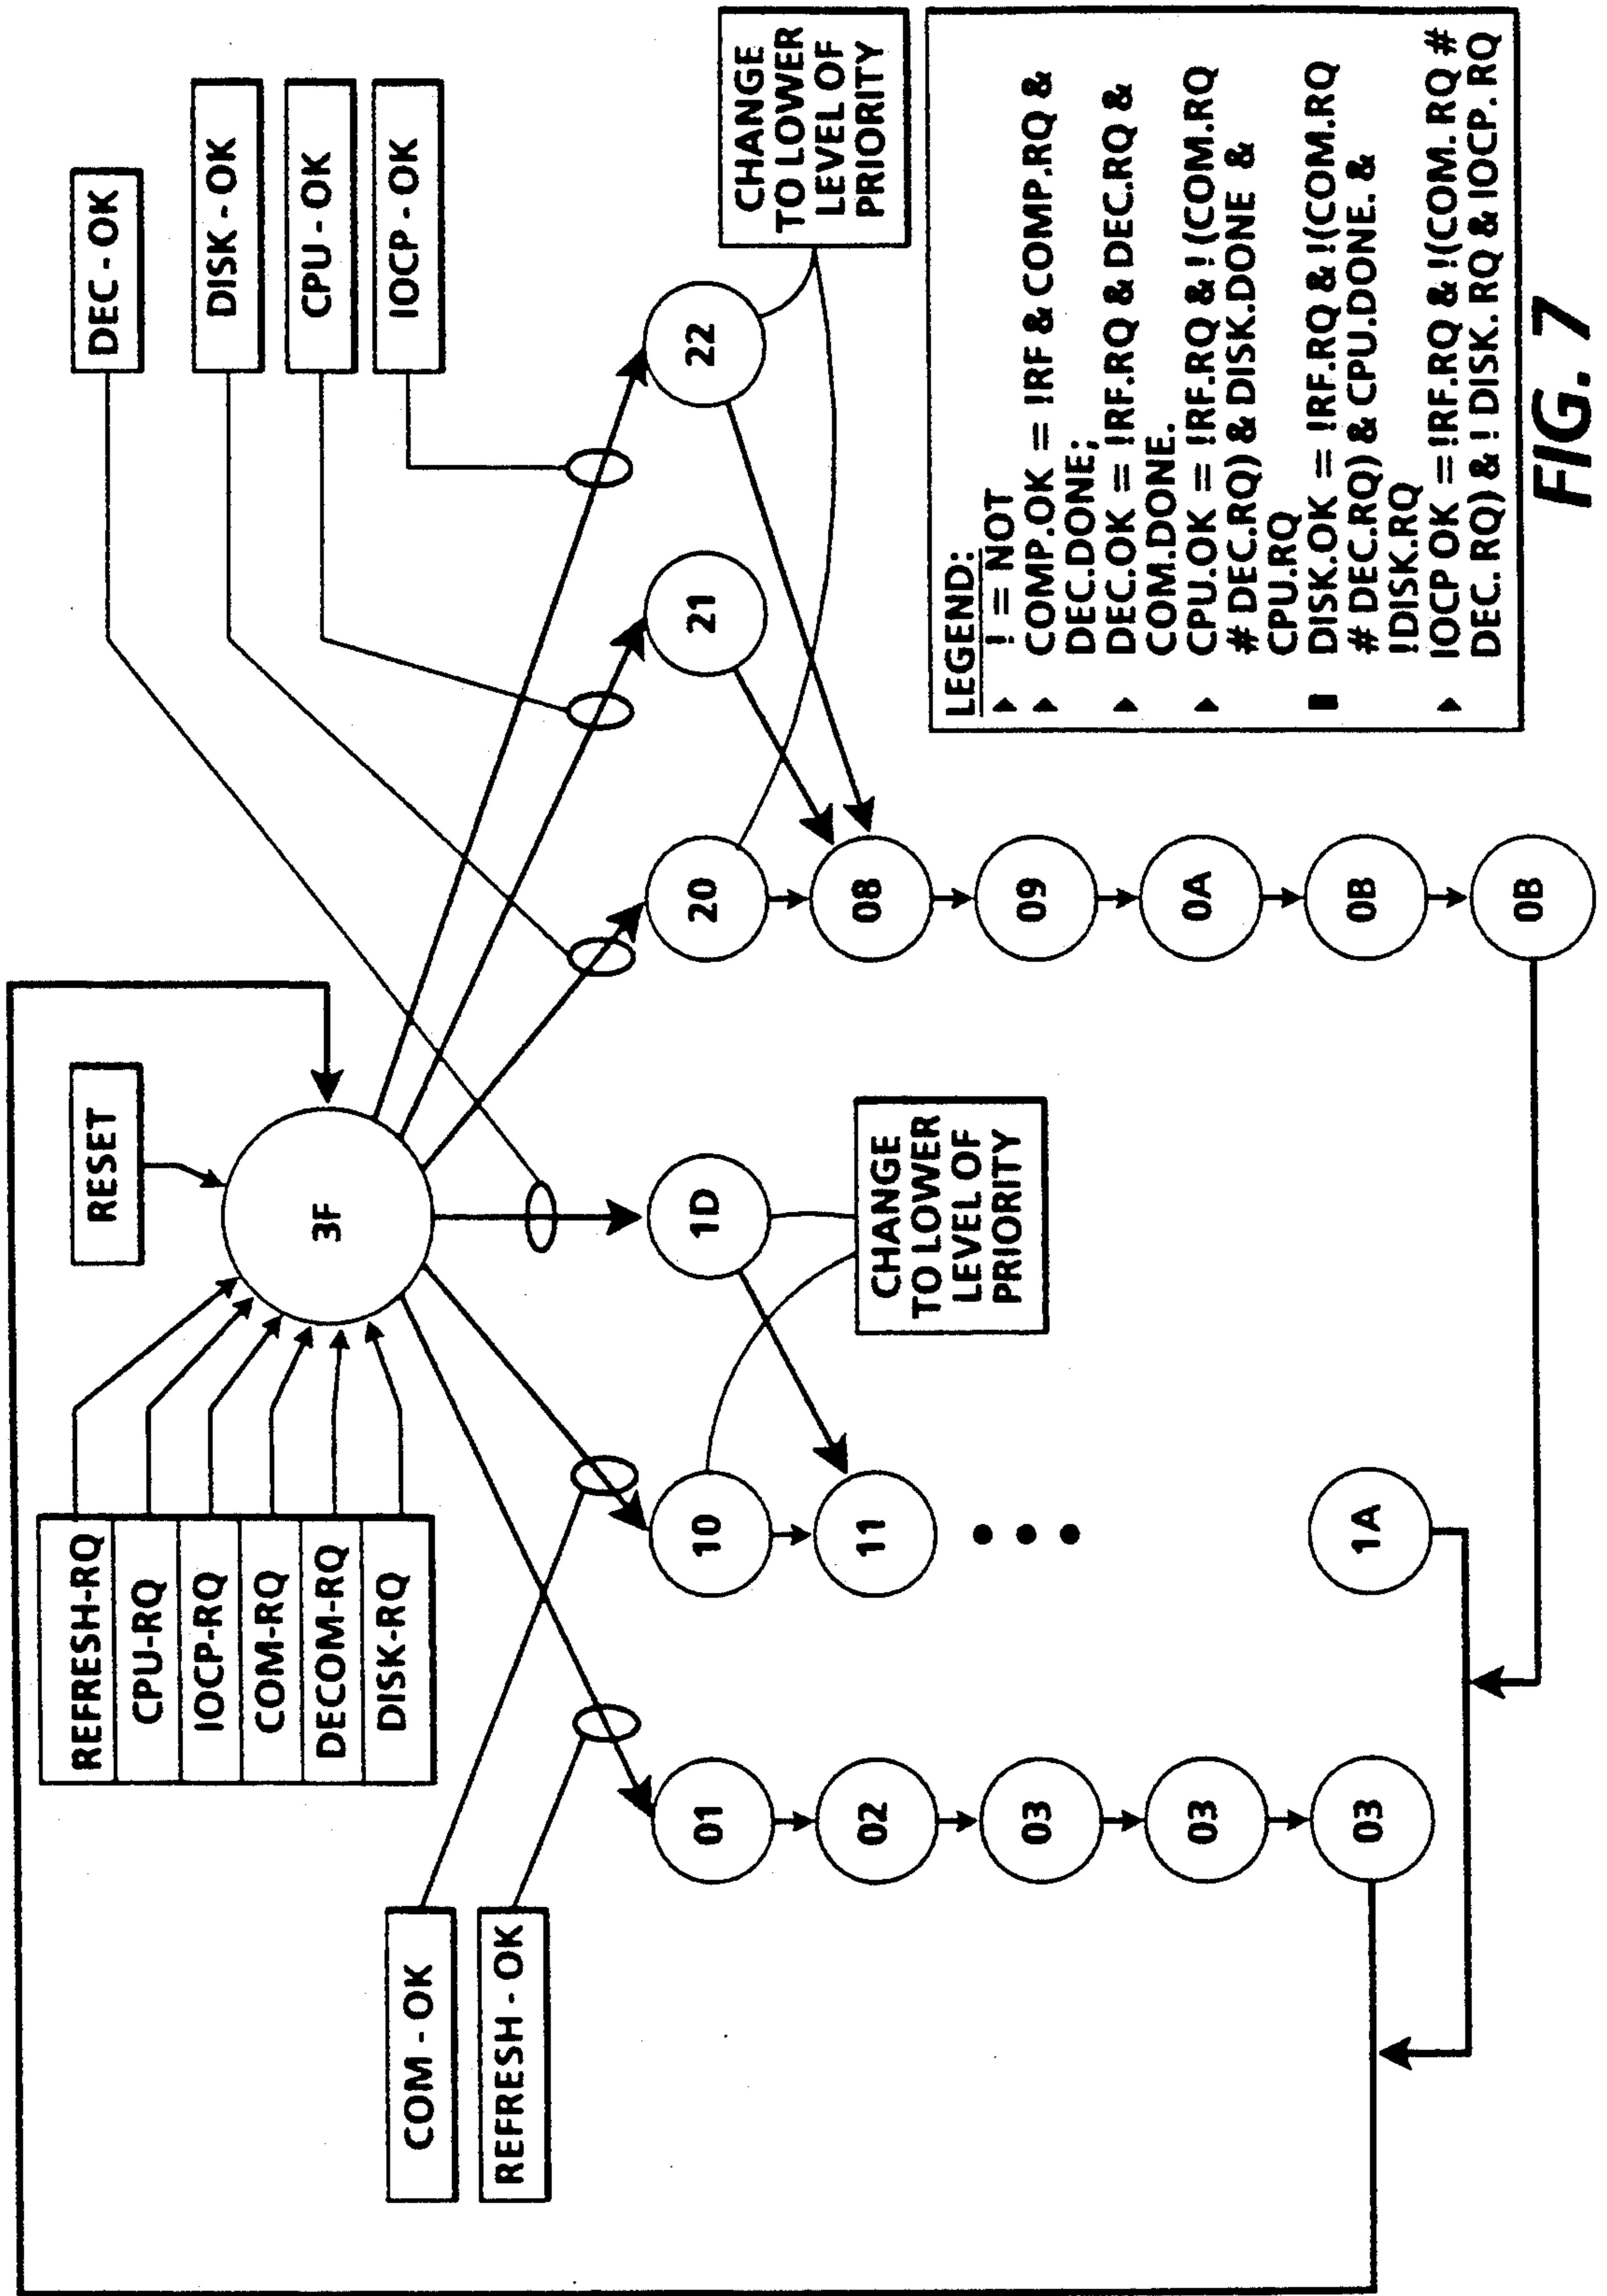 RESET
REFRESH-RQ
CPU-RQ
IOCP-RQ
COM-RQ
DECOM-RQ
DISK-RQ
3F
DEC - OK
DISK - OK
CPU - OK
IOCP - OK
COM - OK
REFRESH - OK
01
10
1D
20
21
22
02
11
08
03
09
03
0A
03
1A
0B
0B
CHANGE
TO LOWER
LEVEL OF
PRIORITY
CHANGE
TO LOWER
LEVEL OF
PRIORITY
LEGEND:
! = NOT
COMP.OK = !RF & COMP.RQ &
DEC.DONE;
DEC.OK = !RF.RQ & DEC.RQ &
COM.DONE.
CPU.OK = !RF.RQ & ! (COM.RQ
# DEC.RQ) & DISK.DONE &
CPU.RQ
DISK.OK = !RF.RQ & !(COM.RQ
# DEC.RQ) & CPU.DONE. &
!DISK.RQ
IOCP OK = !RF.RQ & !(COM. RQ #
DEC. RQ) & ! DISK. RQ & IOCP. RQ
FIG. 7